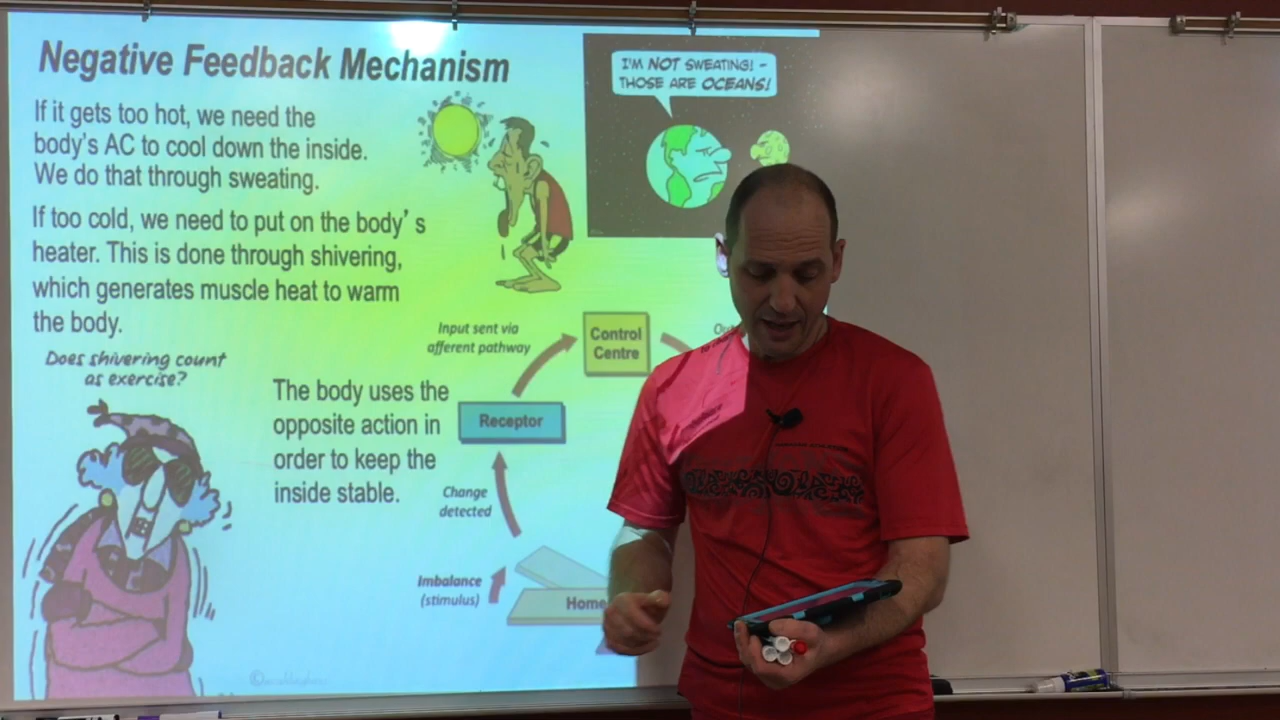 Negative Feedback Mechanism
I'M NOT SWEATING! -
THOSE ARE OCEANS!
If it gets too hot, we need the
body's AC to cool down the inside.
We do that through sweating.
If too cold, we need to put on the body's
heater. This is done through shivering,
which generates muscle heat to warm
the body.
Does shivering count
as exercise?
The body uses the
opposite action in
order to keep the
inside stable.
Input sent via
afferent pathway
Control
Centre
Receptor
Change
detected
Imbalance
(stimulus)